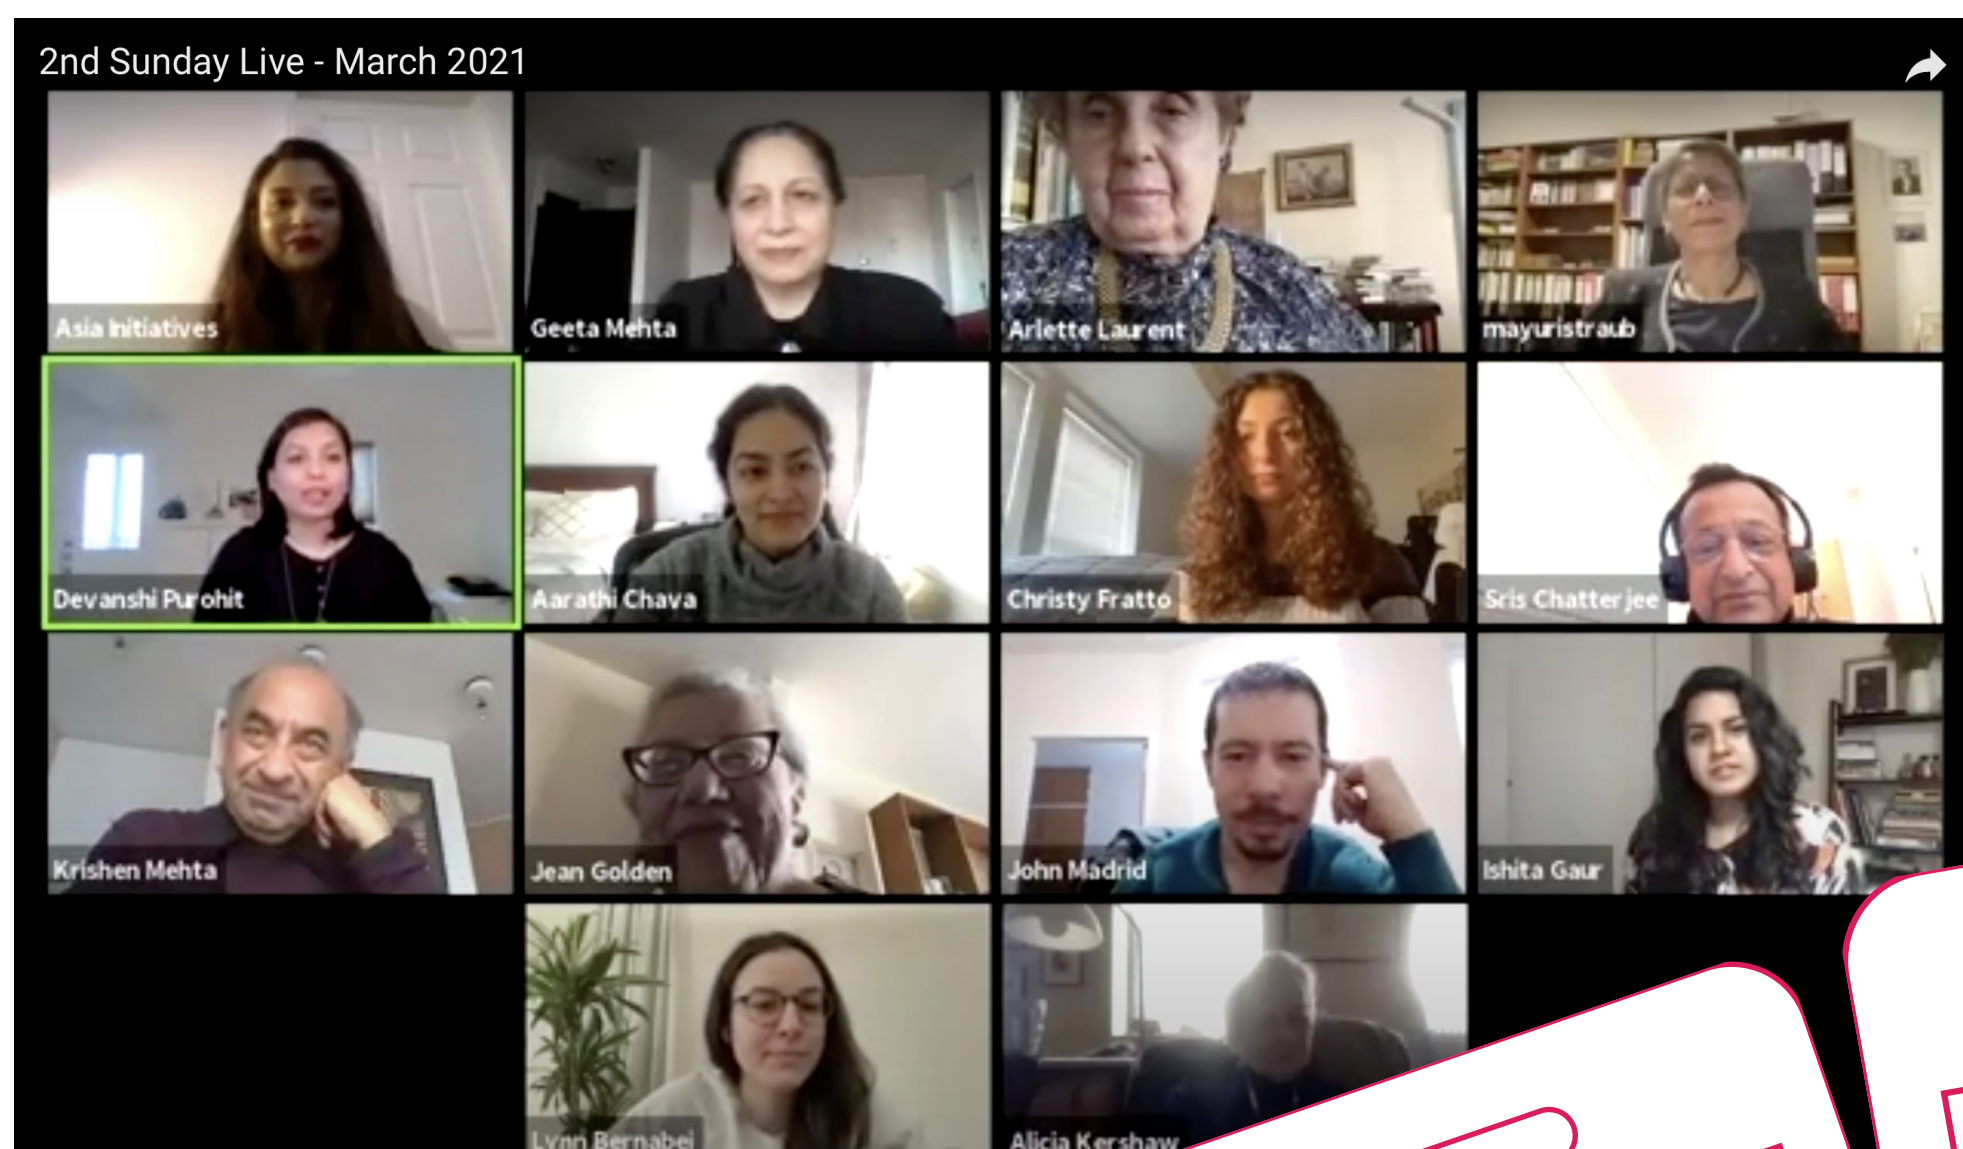 2nd Sunday Live - March 2021
Asia Initiatives
Geeta Mehta
Arlette Laurent
mayuristraub
Devanshi Purohit
Aarathi Chava
Christy Fratto
Sris Chatterjee
Krishen Mehta
Jean Golden
John Madrid
Ishita Gaur
Lynn Bernabei
Alicia Kershaw